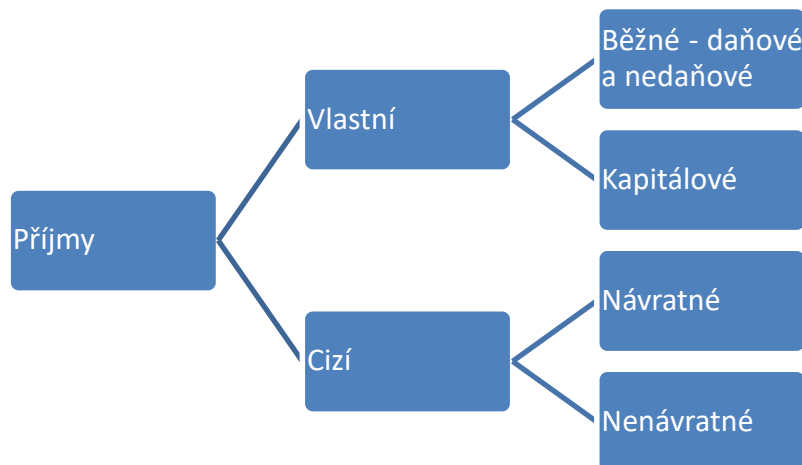 Příjmy
Vlastní
Běžné - daňové
a nedaňové
Kapitálové
Cizí
Návratné
Nenávratné